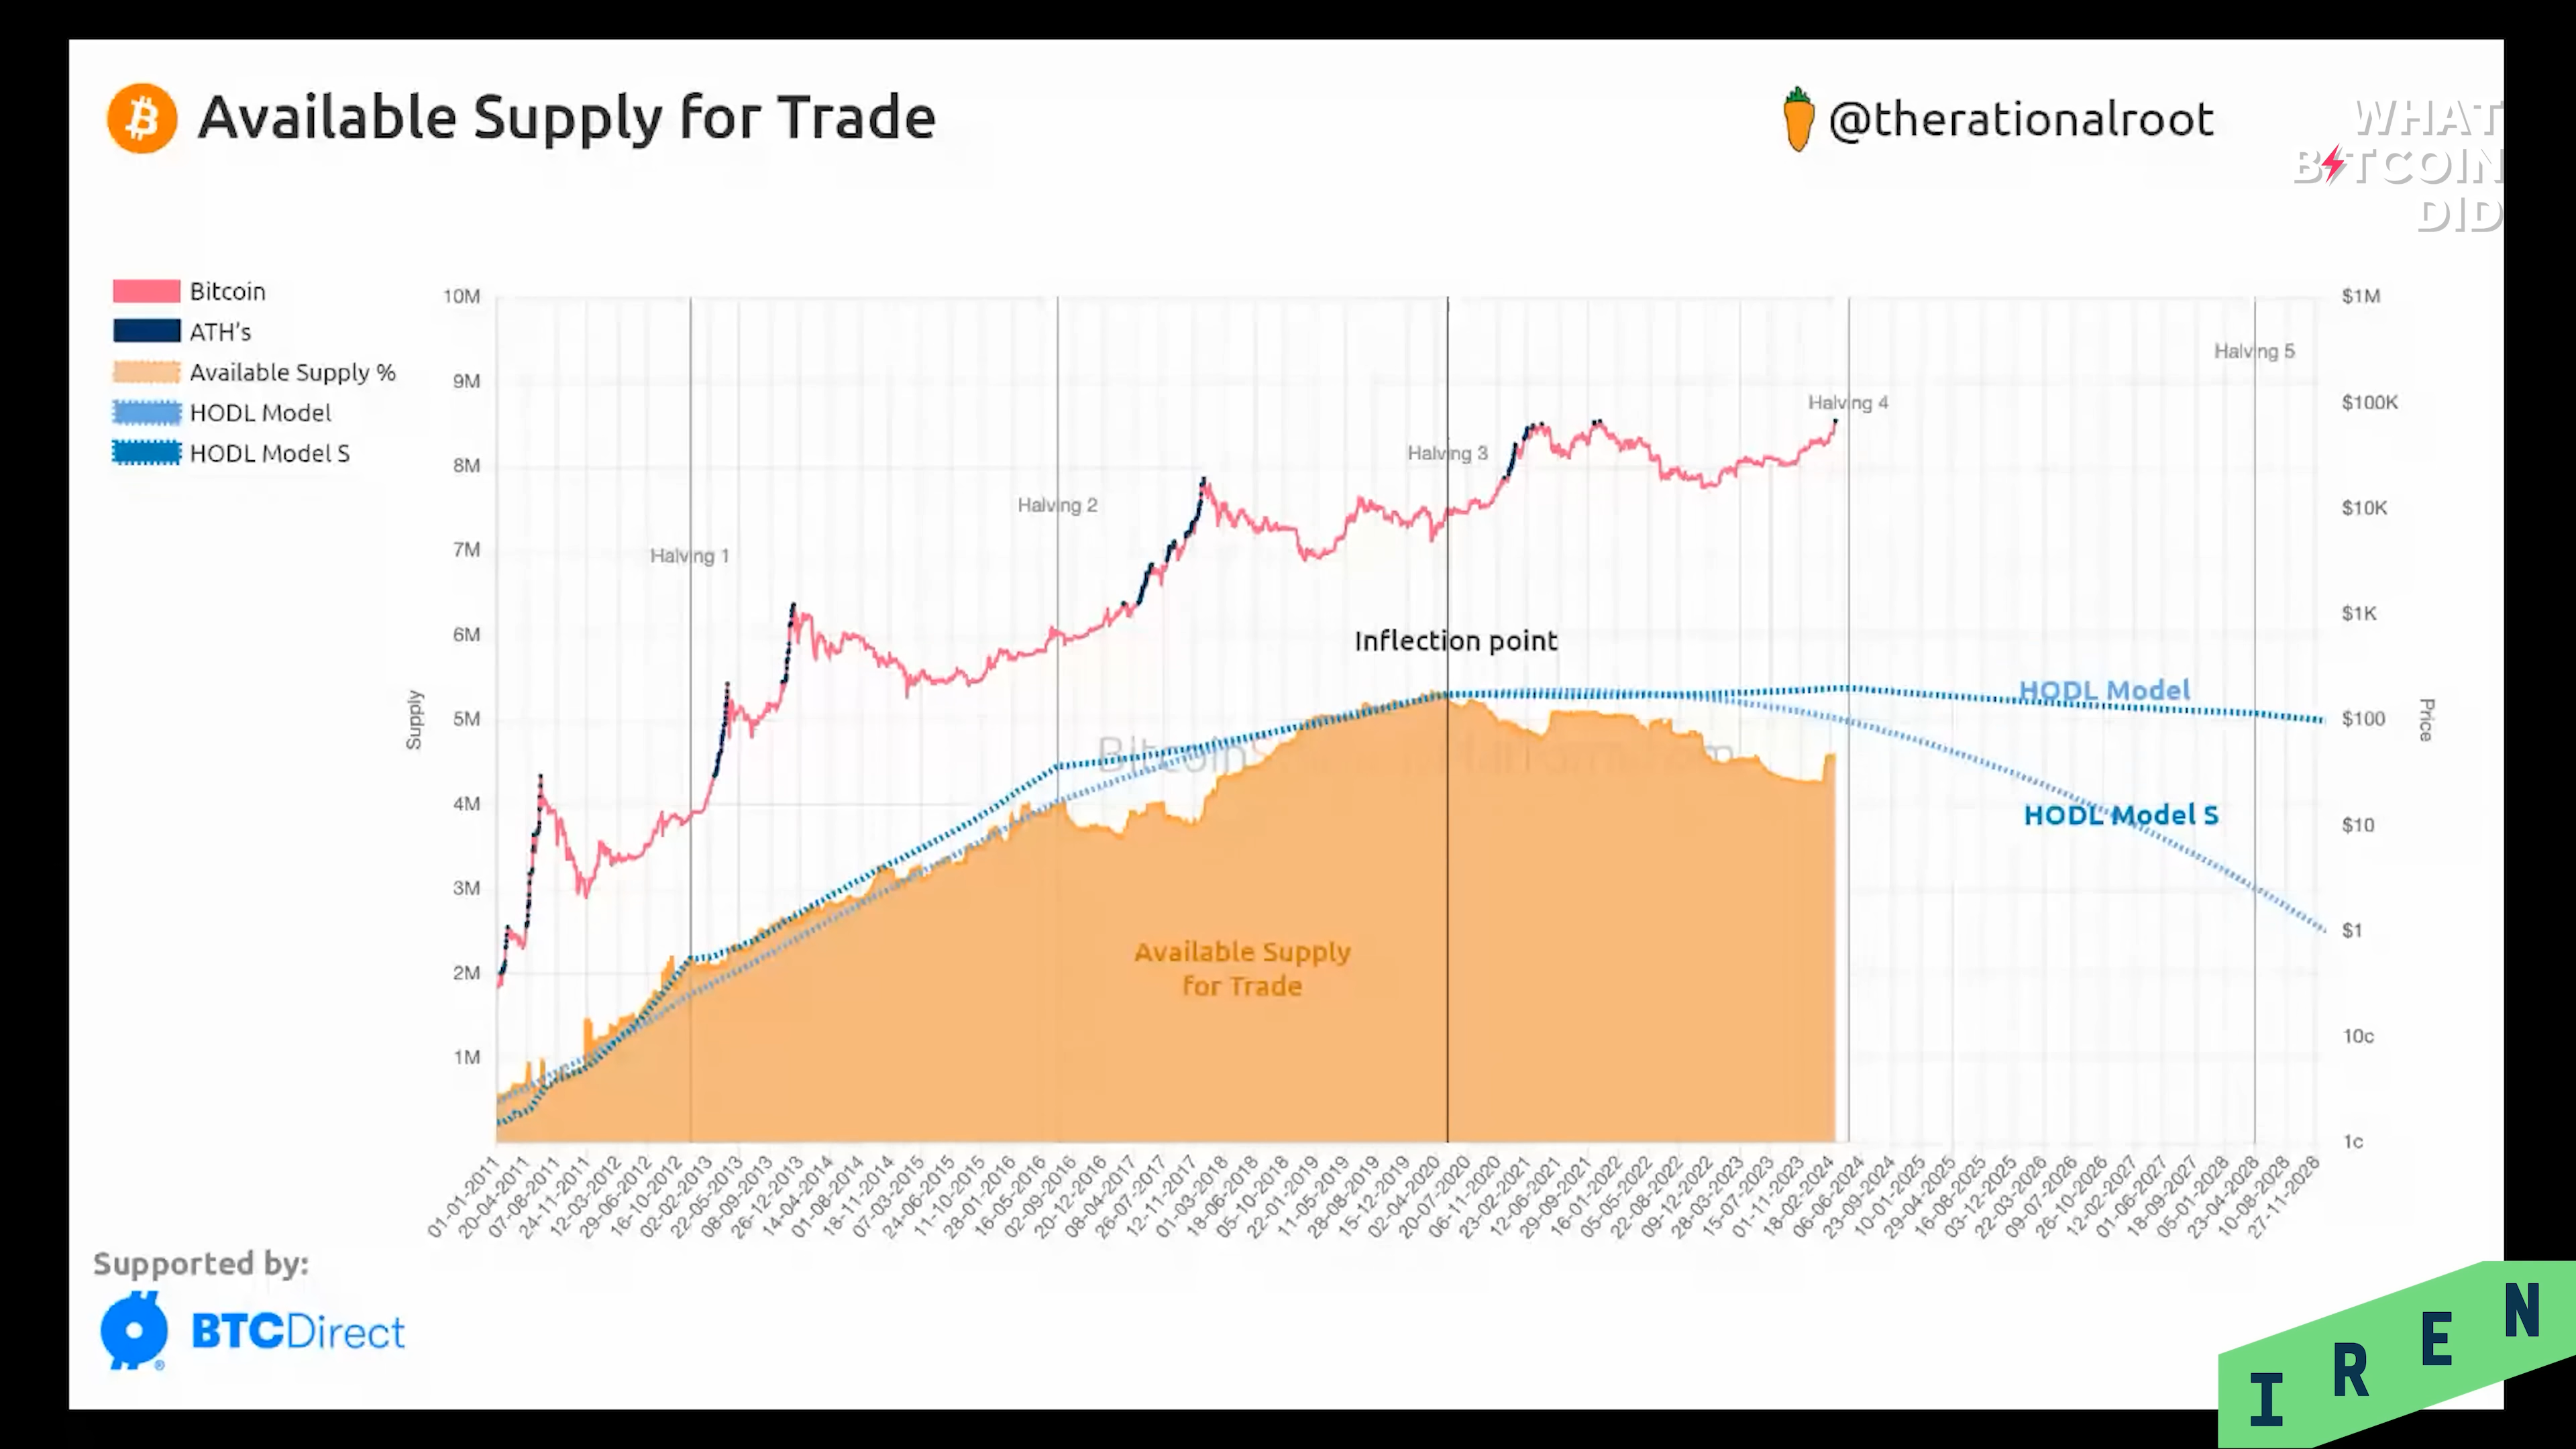 Available Supply for Trade
@therationalroot
WHAT
BITCOIN
DID
Bitcoin
ATH's
Available Supply %
HODL Model
HODL Model S
10M
9M
8M
7M
6M
5M
4M
3M
2M
1M
Supply
$1M
$100K
$10K
$1K
$100
$10
$1
10c
1c
Price
Halving 1
Halving 2
Halving 3
Halving 4
Halving 5
Inflection point
HODL Model
HODL Model S
Available Supply
for Trade
01-01-2011
20-04-2011
07-08-2011
24-11-2011
12-03-2012
29-06-2012
16-10-2012
02-02-2013
22-05-2013
08-09-2013
26-12-2013
14-04-2014
01-08-2014
18-11-2014
07-03-2015
24-06-2015
11-10-2015
28-01-2016
16-05-2016
02-09-2016
20-12-2016
08-04-2017
26-07-2017
12-11-2017
01-03-2018
18-06-2018
05-10-2018
22-01-2019
11-05-2019
28-08-2019
15-12-2019
02-04-2020
20-07-2020
06-11-2020
23-02-2021
12-06-2021
29-09-2021
16-01-2022
05-05-2022
22-08-2022
09-12-2022
28-03-2023
15-07-2023
01-11-2023
18-02-2024
06-06-2024
23-09-2024
10-01-2025
29-04-2025
16-08-2025
03-12-2025
22-03-2026
09-07-2026
26-10-2026
12-02-2027
01-06-2027
18-09-2027
05-01-2028
23-04-2028
10-08-2028
27-11-2028
Supported by:
BTCDirect
IREN